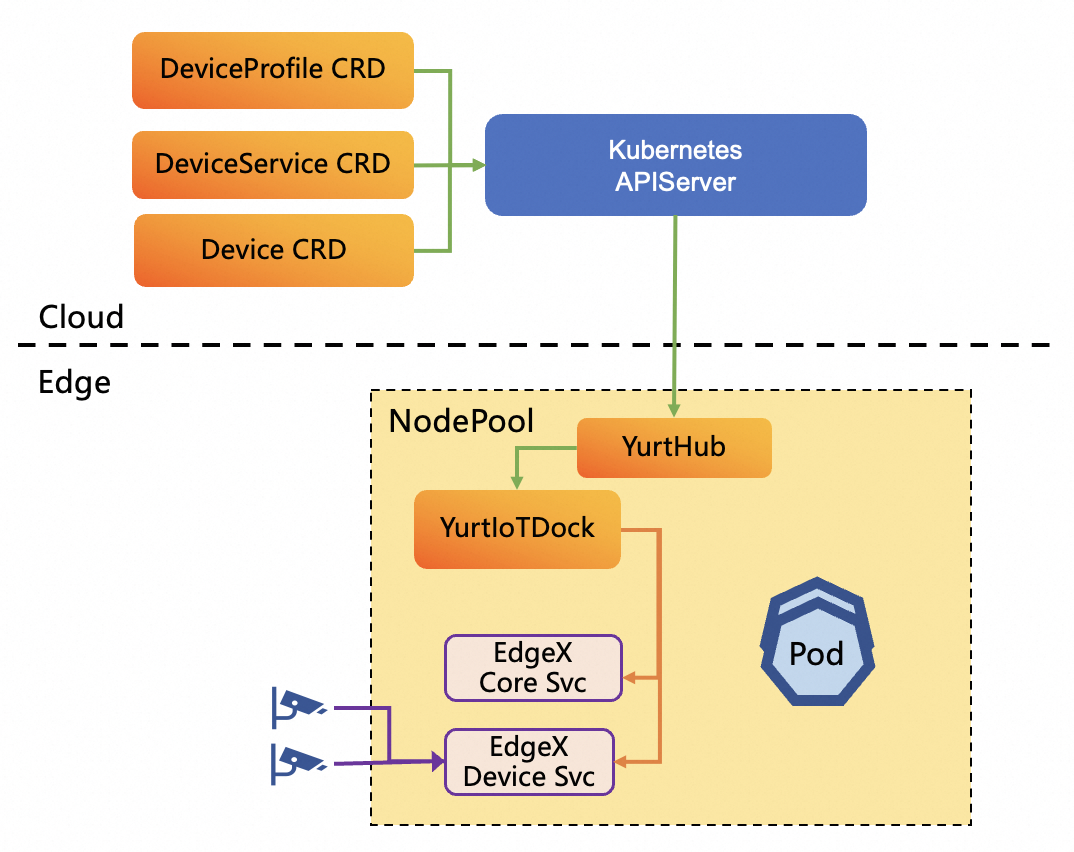 DeviceProfile CRD
DeviceService CRD
Device CRD
Kubernetes
APIServer
Cloud
Edge
NodePool
YurtHub
YurtIoTDock
EdgeX
Core Svc
EdgeX
Device Svc
Pod